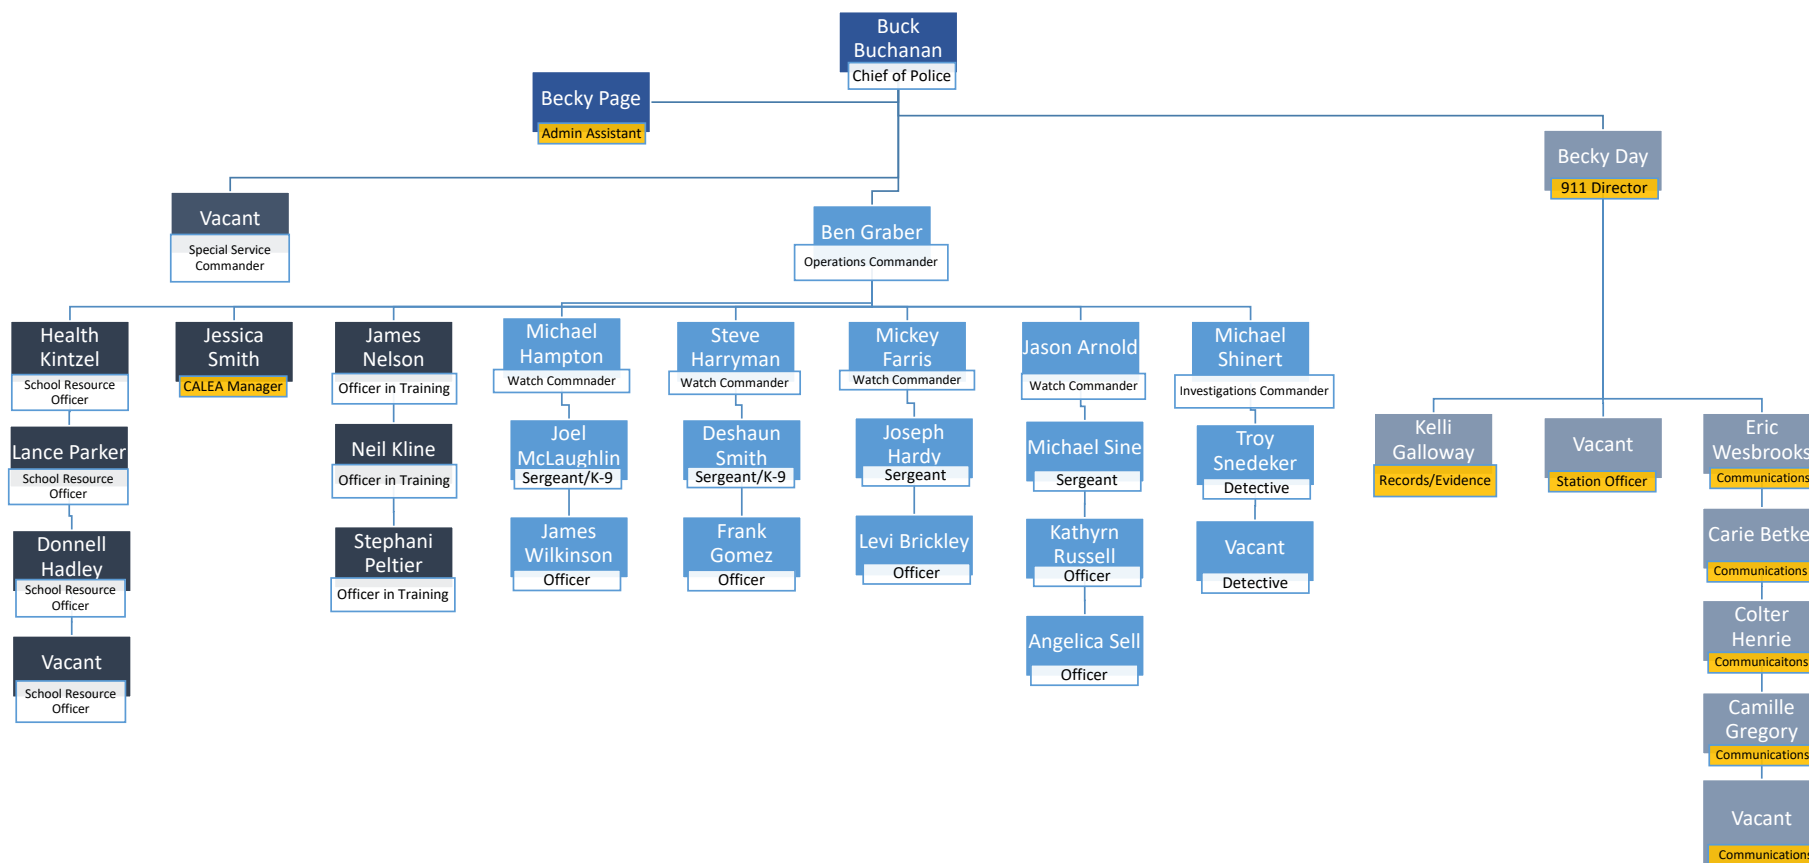 Buck
Buchanan
Chief of Police
Becky Page
Admin Assistant
Becky Day
911 Director
Vacant
Special Service
Commander
Ben Graber
Operations Commander
Health
Kintzel
School Resource
Officer
Lance Parker
School Resource
Officer
Donnell
Hadley
School Resource
Officer
Vacant
School Resource
Officer
Jessica
Smith
CALEA Manager
James
Nelson
Officer in Training
Neil Kline
Officer in Training
Stephani
Peltier
Officer in Training
Michael
Hampton
Watch Commnader
Joel
McLaughlin
Sergeant/K-9
James
Wilkinson
Officer
Steve
Harryman
Watch Commander
Deshaun
Smith
Sergeant/K-9
Frank
Gomez
Officer
Mickey
Farris
Watch Commander
Joseph
Hardy
Sergeant
Levi Brickley
Officer
Jason Arnold
Watch Commander
Michael Sine
Sergeant
Kathyrn
Russell
Officer
Angelica Sell
Officer
Michael
Shinert
Investigations Commander
Troy
Snedeker
Detective
Vacant
Detective
Kelli
Galloway
Records/Evidence
Vacant
Station Officer
Eric
Wesbrooks
Communications
Carie Betker
Communications
Colter
Henrie
Communicaitons
Camille
Gregory
Communications
Vacant
Communications